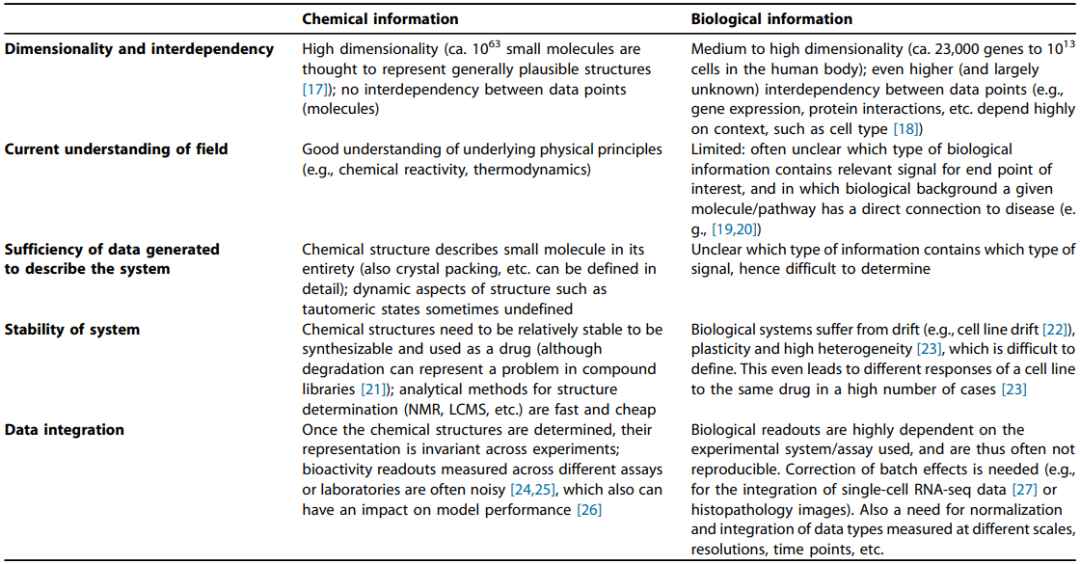 Chemical information
Biological information
Dimensionality and interdependency
High dimensionality (ca. 10⁶³ small molecules are
thought to represent generally plausible structures
[17]); no interdependency between data points
(molecules)
Medium to high dimensionality (ca. 23,000 genes to 10¹³
cells in the human body); even higher (and largely
unknown) interdependency between data points (e.g.,
gene expression, protein interactions, etc. depend highly
on context, such as cell type [18])
Current understanding of field
Good understanding of underlying physical principles
(e.g., chemical reactivity, thermodynamics)
Limited: often unclear which type of biological
information contains relevant signal for end point of
interest, and in which biological background a given
molecule/pathway has a direct connection to disease (e.
g., [19,20])
Sufficiency of data generated
to describe the system
Chemical structure describes small molecule in its
entirety (also crystal packing, etc. can be defined in
detail); dynamic aspects of structure such as
tautomeric states sometimes undefined
Unclear which type of information contains which type of
signal, hence difficult to determine
Stability of system
Chemical structures need to be relatively stable to be
synthesizable and used as a drug (although
degradation can represent a problem in compound
libraries [21]); analytical methods for structure
determination (NMR, LCMS, etc.) are fast and cheap
Biological systems suffer from drift (e.g., cell line drift [22]),
plasticity and high heterogeneity [23], which is difficult to
define. This even leads to different responses of a cell line
to the same drug in a high number of cases [23]
Data integration
Once the chemical structures are determined, their
representation is invariant across experiments;
bioactivity readouts measured across different assays
or laboratories are often noisy [24,25], which also can
have an impact on model performance [26]
Biological readouts are highly dependent on the
experimental system/assay used, and are thus often not
reproducible. Correction of batch effects is needed (e.g.,
for the integration of single-cell RNA-seq data [27] or
histopathology images). Also a need for normalization
and integration of data types measured at different scales,
resolutions, time points, etc.